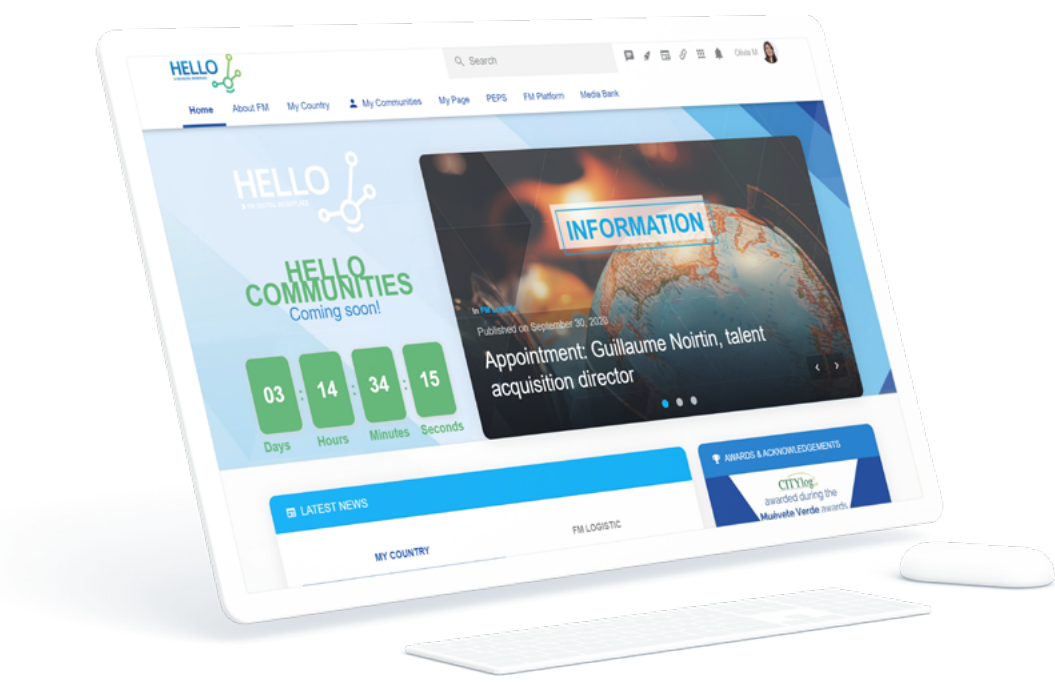 HELLO
Search
Olivia M
Home
About FM
My Country
My Communities
My Page
PEPS
FM Platform
Media Bank
HELLO
HELLO
COMMUNITIES
Coming soon!
03 : 14 : 34 : 15
Days
Hours
Minutes
Seconds
INFORMATION
In FM Logistic
Published on September 30, 2020
Appointment: Guillaume Noirtin, talent
acquisition director
LATEST NEWS
MY COUNTRY
FM LOGISTIC
AWARDS & ACKNOWLEDGEMENTS
CITYlog
awarded during the
Muévete Verde awards